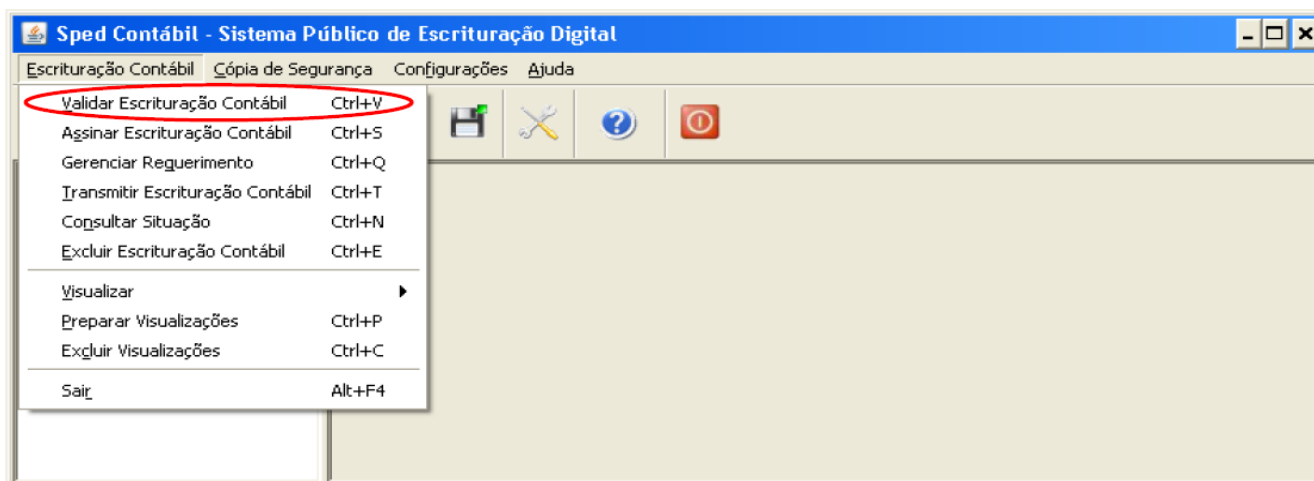 Sped Contábil - Sistema Público de Escrituração Digital
Escrituração Contábil Cópia de Segurança Configurações Ajuda
Validar Escrituração Contábil Ctrl+V
Assinar Escrituração Contábil Ctrl+S
Gerenciar Requerimento Ctrl+Q
Transmitir Escrituração Contábil Ctrl+T
Consultar Situação Ctrl+N
Excluir Escrituração Contábil Ctrl+E
Visualizar
Preparar Visualizações Ctrl+P
Excluir Visualizações Ctrl+C
Sair Alt+F4